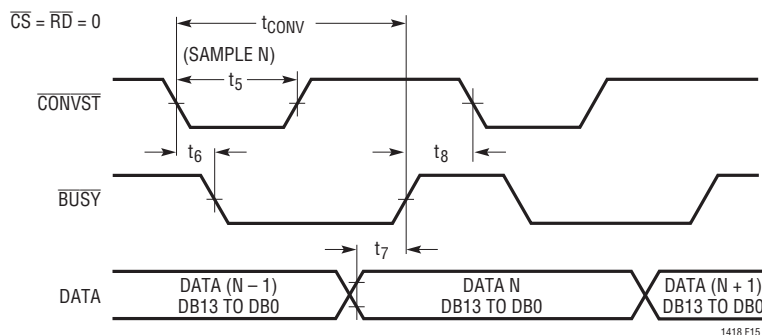 CS = RD = 0
tCONV
(SAMPLE N)
t5
CONVST
t6
t8
BUSY
t7
DATA
DATA (N – 1)
DB13 TO DB0
DATA N
DB13 TO DB0
DATA (N + 1)
DB13 TO DB0
1418 F15